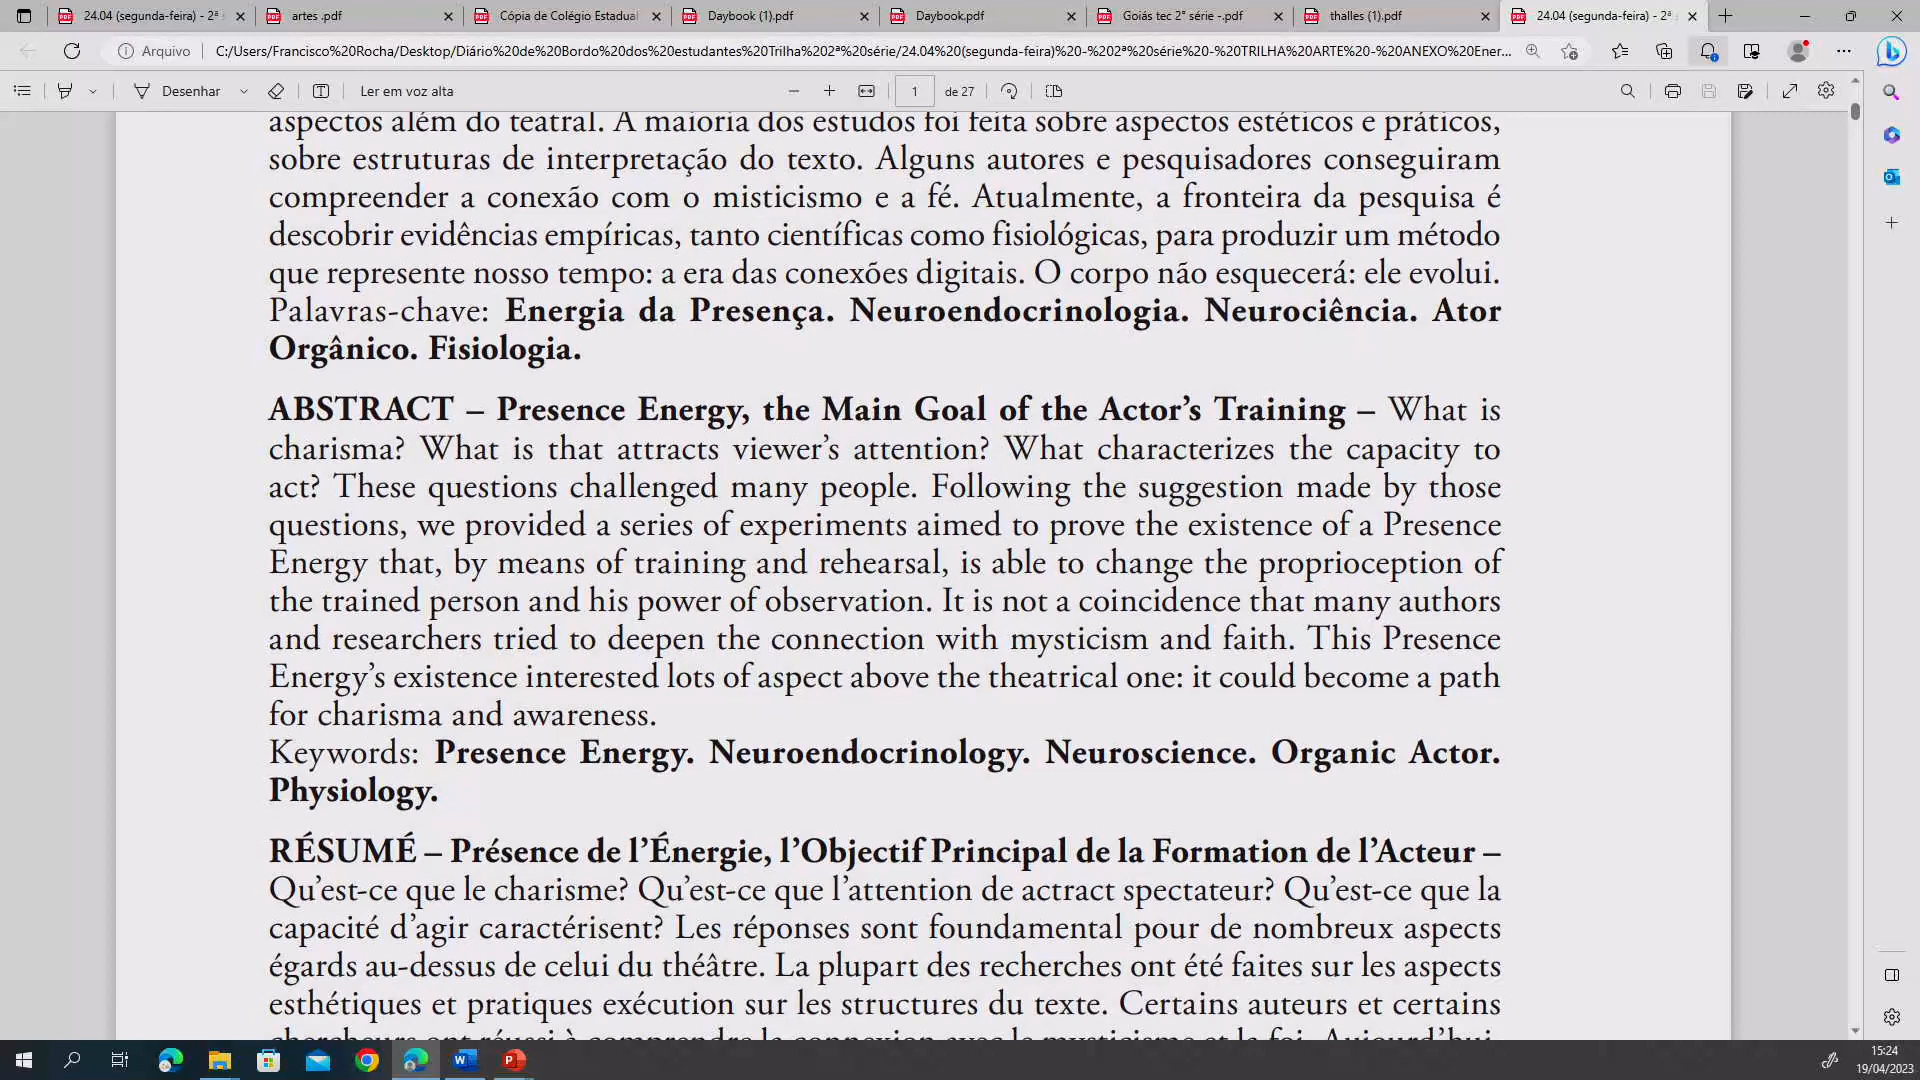 24.04 (segunda-feira) - 2ª
artes .pdf
Cópia de Colégio Estadual
Daybook (1).pdf
Daybook.pdf
Goiás tec 2° série -.pdf
thalles (1).pdf
24.04 (segunda-feira) - 2ª
Arquivo
C:/Users/Francisco%20Rocha/Desktop/Diário%20de%20Bordo%20dos%20estudantes%20Trilha%202ª%20série/24.04%20(segunda-feira)%20-%202ª%20série%20-%20TRILHA%20ARTE%20-%20ANEXO%20Ener...
Desenhar
Ler em voz alta
1
de 27
aspectos além do teatral. A maioria dos estudos foi feita sobre aspectos estéticos e práticos,
sobre estruturas de interpretação do texto. Alguns autores e pesquisadores conseguiram
compreender a conexão com o misticismo e a fé. Atualmente, a fronteira da pesquisa é
descobrir evidências empíricas, tanto científicas como fisiológicas, para produzir um método
que represente nosso tempo: a era das conexões digitais. O corpo não esquecerá: ele evolui.
Palavras-chave: Energia da Presença. Neuroendocrinologia. Neurociência. Ator
Orgânico. Fisiologia.
ABSTRACT – Presence Energy, the Main Goal of the Actor’s Training – What is
charisma? What is that attracts viewer’s attention? What characterizes the capacity to
act? These questions challenged many people. Following the suggestion made by those
questions, we provided a series of experiments aimed to prove the existence of a Presence
Energy that, by means of training and rehearsal, is able to change the proprioception of
the trained person and his power of observation. It is not a coincidence that many authors
and researchers tried to deepen the connection with mysticism and faith. This Presence
Energy’s existence interested lots of aspect above the theatrical one: it could become a path
for charisma and awareness.
Keywords: Presence Energy. Neuroendocrinology. Neuroscience. Organic Actor.
Physiology.
RÉSUMÉ – Présence de l’Énergie, l’Objectif Principal de la Formation de l’Acteur –
Qu’est-ce que le charisme? Qu’est-ce que l’attention de actract spectateur? Qu’est-ce que la
capacité d’agir caractérisent? Les réponses sont foundamental pour de nombreux aspects
égards au-dessus de celui du théâtre. La plupart des recherches ont été faites sur les aspects
esthétiques et pratiques exécution sur les structures du texte. Certains auteurs et certains
chercheurs ont réussi à comprendre la connexion avec le mysticisme et la foi. Aujourd’hui,
15:24
19/04/2023